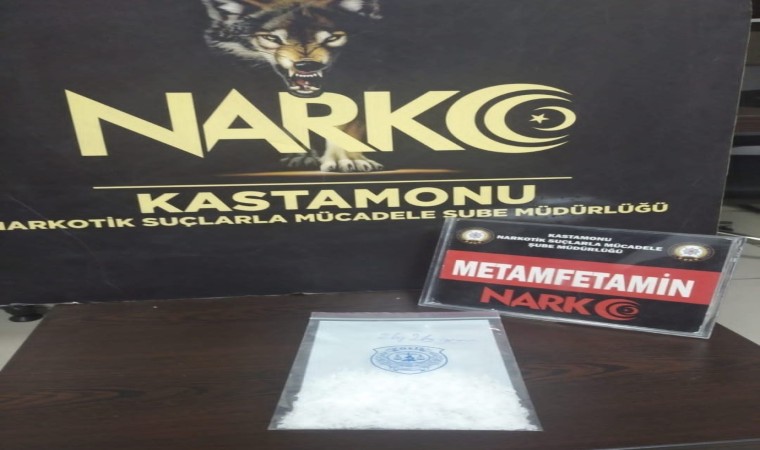 NARKO
KASTAMONU
NARKOTİK SUÇLARLA MÜCADELE ŞUBE MÜDÜRLÜĞÜ
KASTAMONU
NARKOTİK SUÇLARLA MÜCADELE
ŞUBE MÜDÜRLÜĞÜ
METAMFETAMİN
NARKO